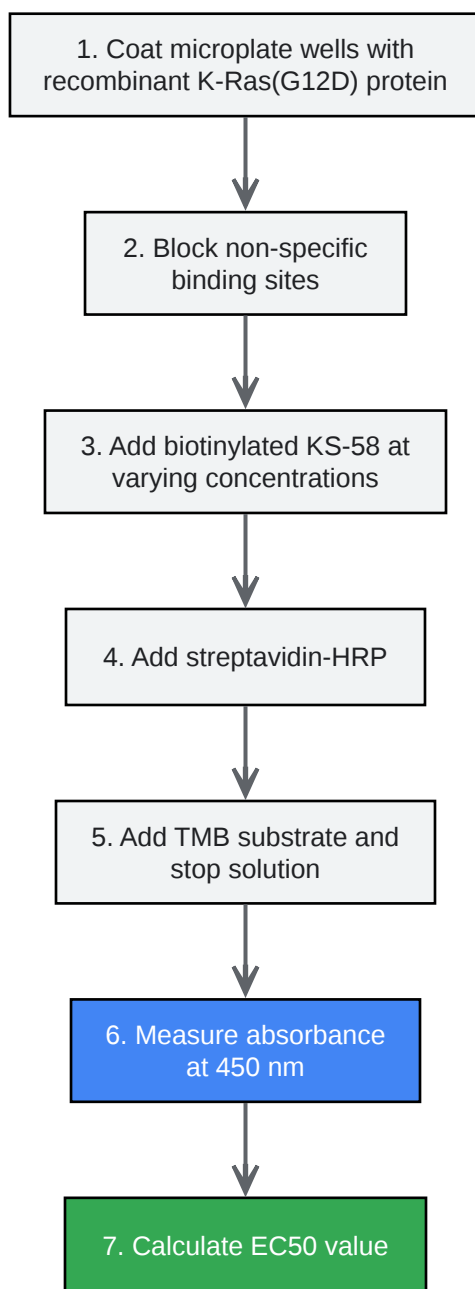 1. Coat microplate wells with
recombinant K-Ras(G12D) protein
2. Block non-specific
binding sites
3. Add biotinylated KS-58 at
varying concentrations
4. Add streptavidin-HRP
5. Add TMB substrate and
stop solution
6. Measure absorbance
at 450 nm
7. Calculate EC50 value